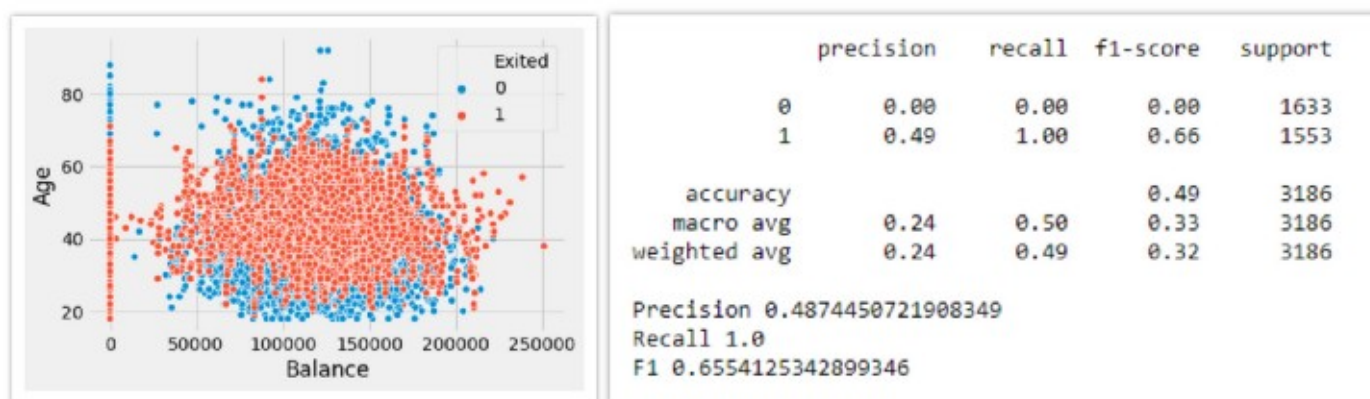 Exited
0
1
80
60
40
20
Age
0 50000 100000 150000 200000 250000
Balance
precision recall f1-score support
0 0.00 0.00 0.00 1633
1 0.49 1.00 0.66 1553
accuracy 0.49 3186
macro avg 0.24 0.50 0.33 3186
weighted avg 0.24 0.49 0.32 3186
Precision 0.4874450721908349
Recall 1.0
F1 0.6554125342899346